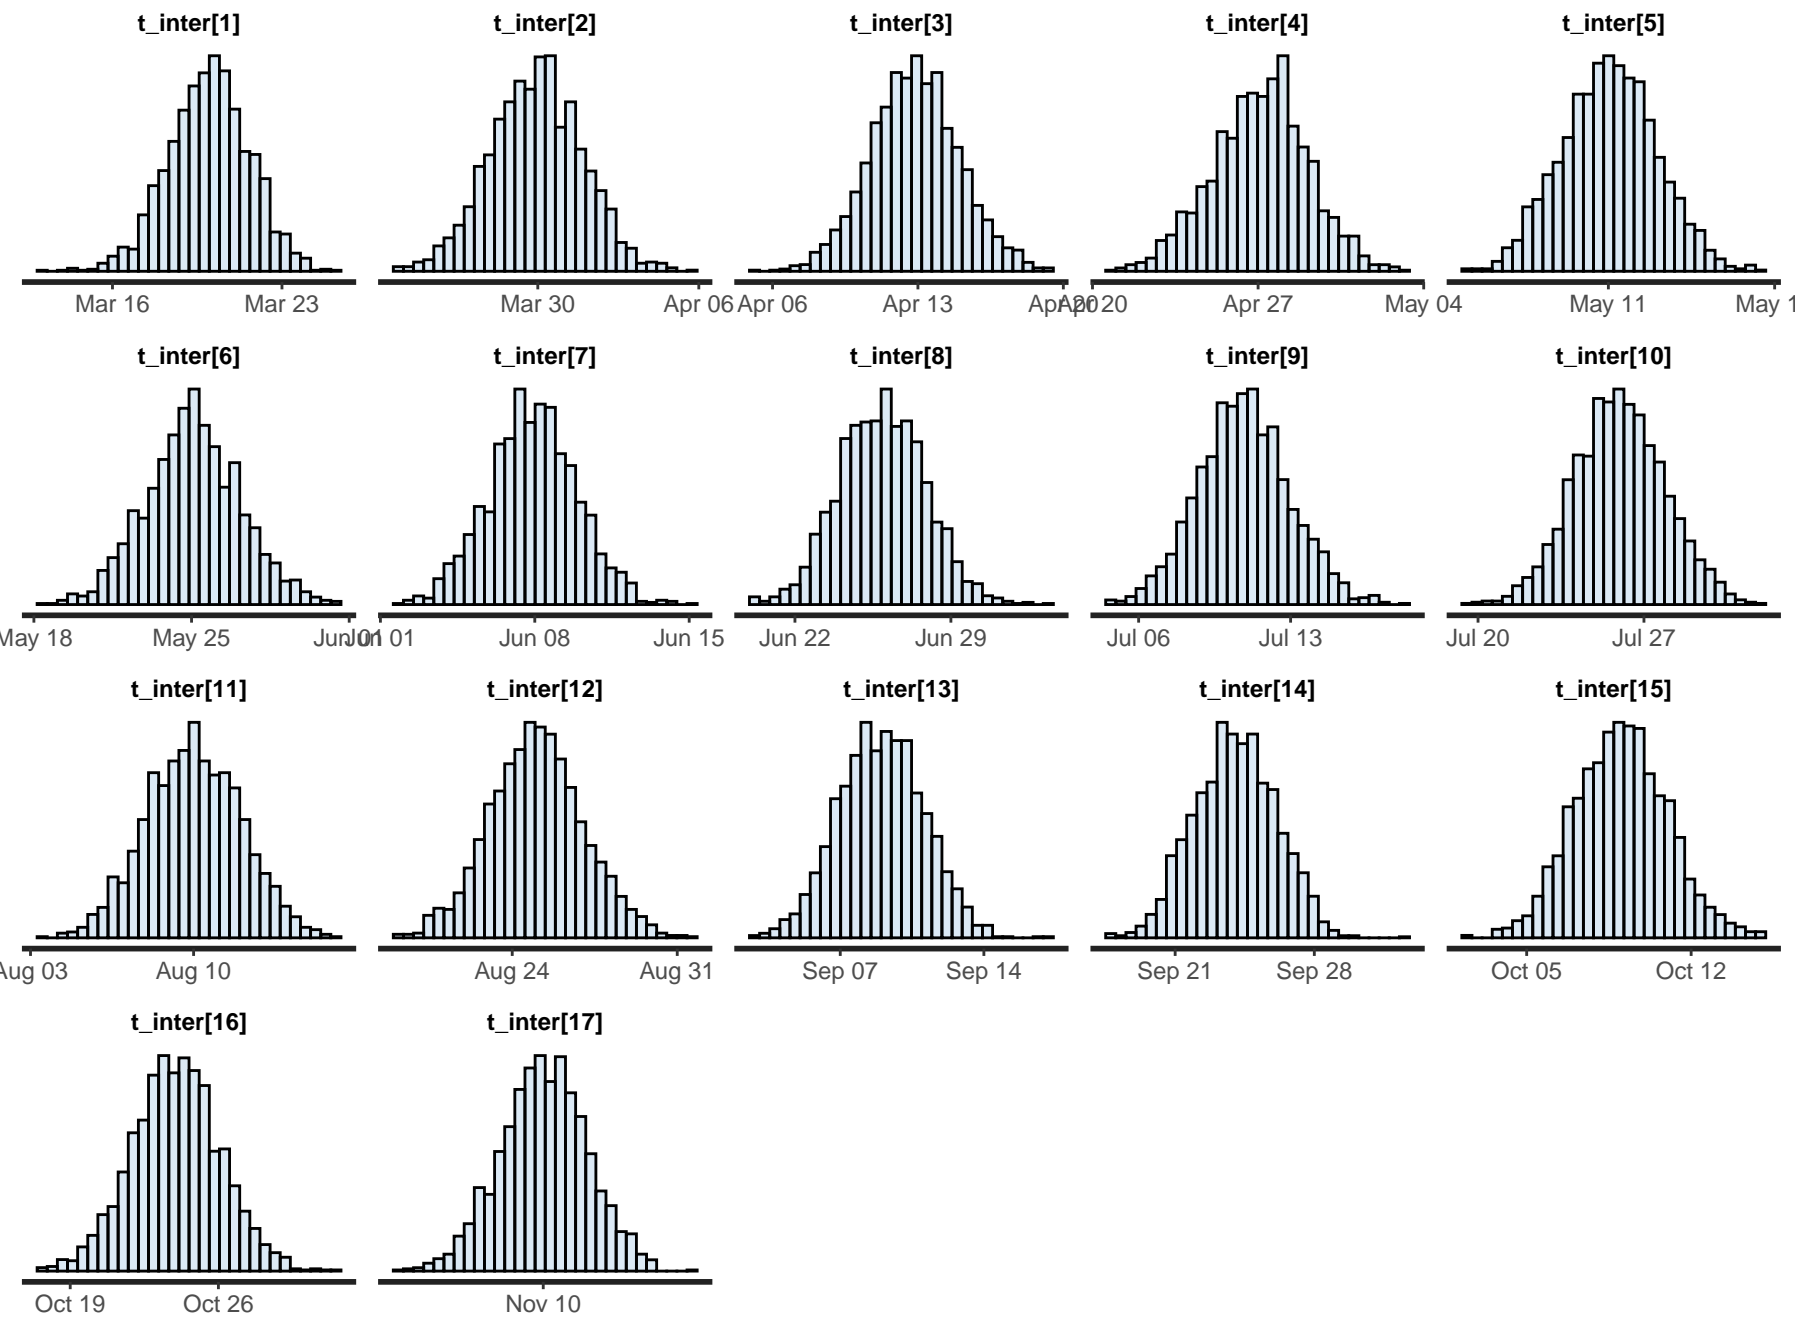 t_inter[1] t_inter[2] t_inter[3] t_inter[4] t_inter[5]
Mar 16 Mar 23 Mar 30 Apr 06 Apr 06 Apr 13 Apr 20 Apr 20 Apr 27 May 04 May 11 May 1
t_inter[6] t_inter[7] t_inter[8] t_inter[9] t_inter[10]
May 18 May 25 Jun 01 Jun 01 Jun 08 Jun 15 Jun 22 Jun 29 Jul 06 Jul 13 Jul 20 Jul 27
t_inter[11] t_inter[12] t_inter[13] t_inter[14] t_inter[15]
Aug 03 Aug 10 Aug 24 Aug 31 Sep 07 Sep 14 Sep 21 Sep 28 Oct 05 Oct 12
t_inter[16] t_inter[17]
Oct 19 Oct 26 Nov 10